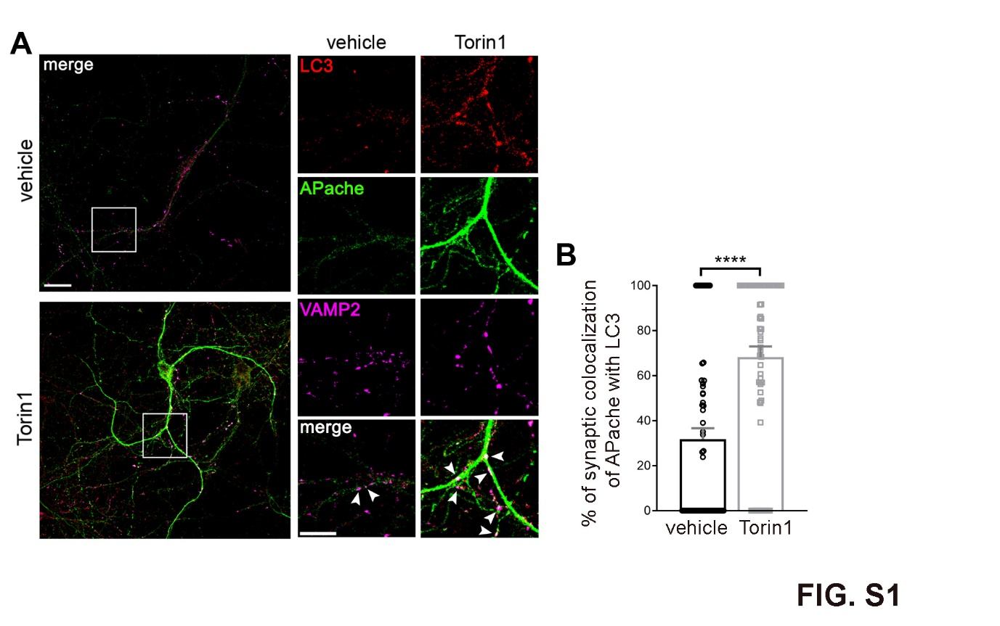 A
vehicle
Torin1
merge
LC3
vehicle
APache
B
****
VAMP2
Torin1
merge
% of synaptic colocalization
of APache with LC3
100
80
60
40
20
0
vehicle
Torin1
FIG. S1